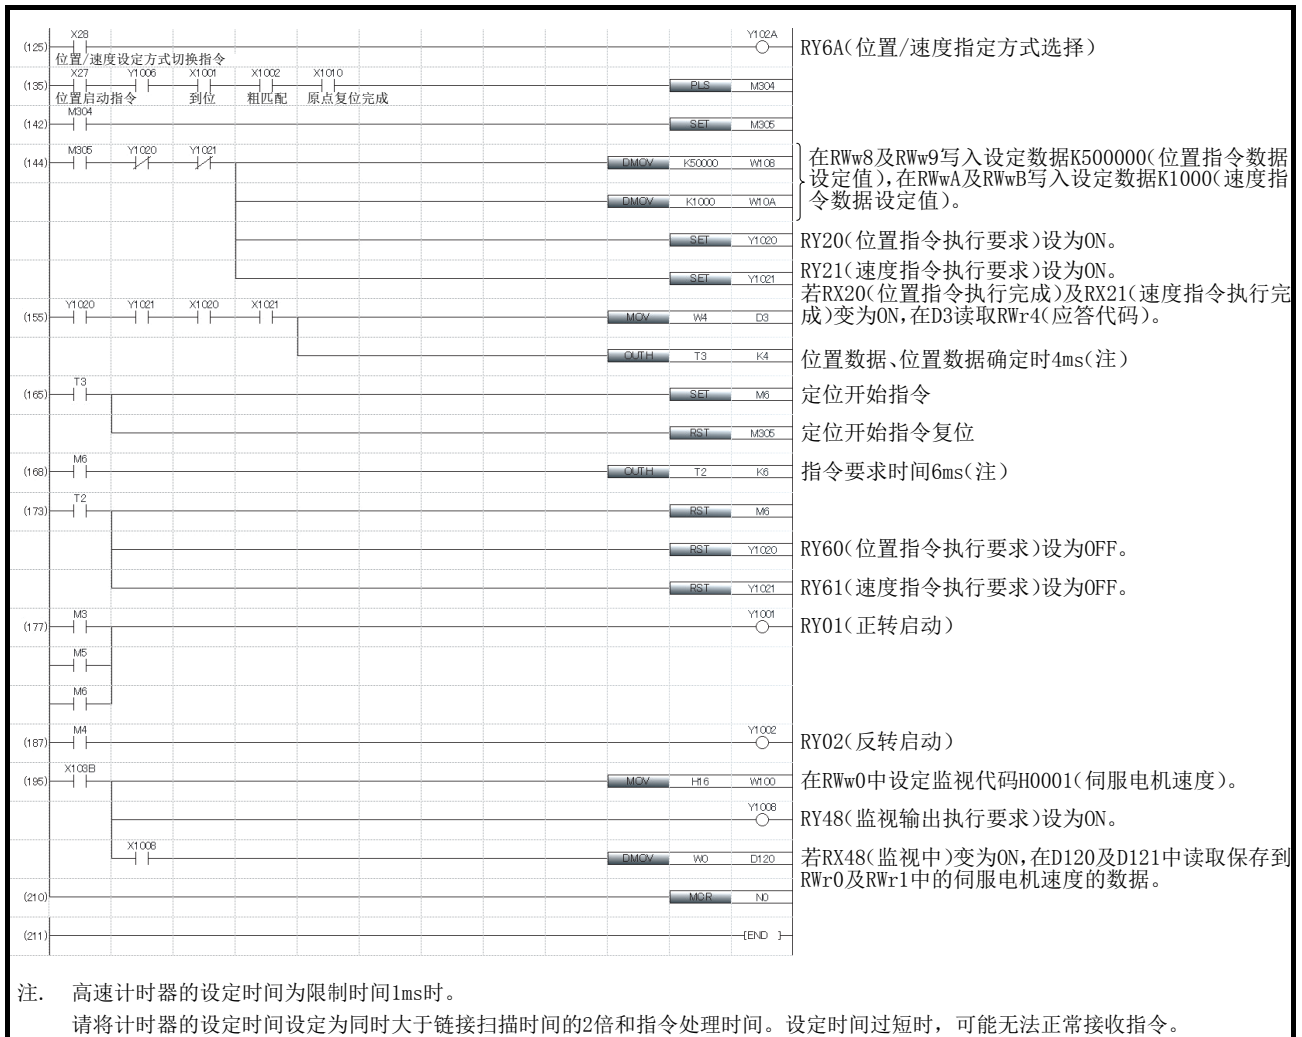 X28 Y102A
(125) RY6A(位置/速度指定方式选择)
位置/速度设定方式切换指令
X27 Y1006 X1001 X1002 X1010
(135) PLS M304
位置启动指令 到位 粗匹配 原点复位完成
M304
(142) SET M305
M305 Y1020 Y1021
(144) DMOV K50000 W108
在RWw8及RWw9写入设定数据K500000(位置指令数据
设定值),在RWwA及RWwB写入设定数据K1000(速度指
令数据设定值)。
DMOV K1000 W10A
SET Y1020 RY20(位置指令执行要求)设为ON。
SET Y1021 RY21(速度指令执行要求)设为ON。
若RX20(位置指令执行完成)及RX21(速度指令执行完
成)变为ON,在D3读取RWr4(应答代码)。
Y1020 Y1021 X1020 X1021
(155) MOV W4 D3
OUTH T3 K4 位置数据、位置数据确定时4ms(注)
T3
(165) SET M6 定位开始指令
RST M305 定位开始指令复位
M6
(168) OUTH T2 K6 指令要求时间6ms(注)
T2
(173) RST M6
RST Y1020 RY60(位置指令执行要求)设为OFF。
RST Y1021 RY61(速度指令执行要求)设为OFF。
M3 Y1001
(177) RY01(正转启动)
M5
M6
M4 Y1002
(187) RY02(反转启动)
X103B
(195) MOV H16 W100 在RWw0中设定监视代码H0001(伺服电机速度)。
Y1008
RY48(监视输出执行要求)设为ON。
X1008
DMOV W0 D120 若RX48(监视中)变为ON,在D120及D121中读取保存到
RWr0及RWr1中的伺服电机速度的数据。
(210) MCR N0
(211) [END ]
注. 高速计时器的设定时间为限制时间1ms时。
请将计时器的设定时间设定为同时大于链接扫描时间的2倍和指令处理时间。设定时间过短时，可能无法正常接收指令。